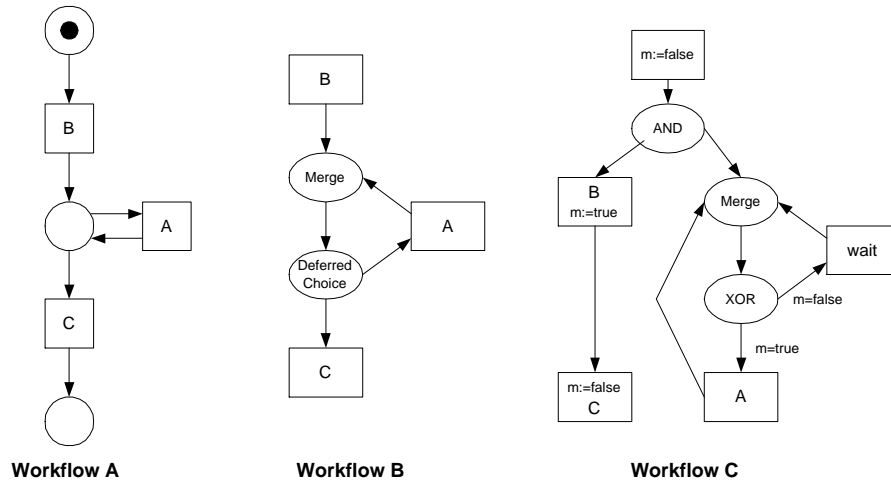 B
A
C
Workflow A
B
Merge
A
Deferred
Choice
C
Workflow B
m:=false
AND
B
m:=true
Merge
wait
XOR
m=false
m=true
m:=false
C
A
Workflow C